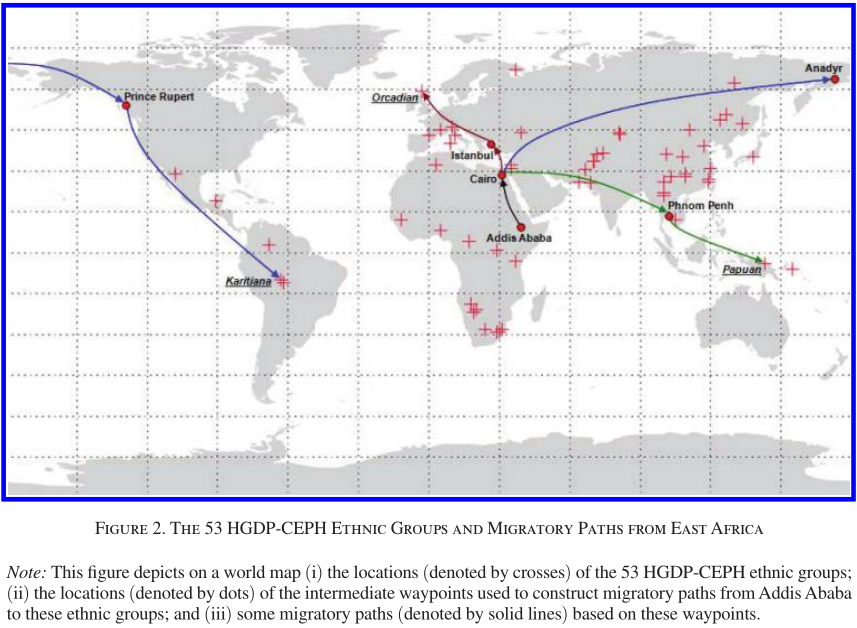 Anadyr
Prince Rupert
Orcadian
Istanbul
Cairo
Phnom Penh
Addis Ababa
Papuan
Karitiana
FIGURE 2. THE 53 HGDP-CEPH ETHNIC GROUPS AND MIGRATORY PATHS FROM EAST AFRICA
Note: This figure depicts on a world map (i) the locations (denoted by crosses) of the 53 HGDP-CEPH ethnic groups;
(ii) the locations (denoted by dots) of the intermediate waypoints used to construct migratory paths from Addis Ababa
to these ethnic groups; and (iii) some migratory paths (denoted by solid lines) based on these waypoints.